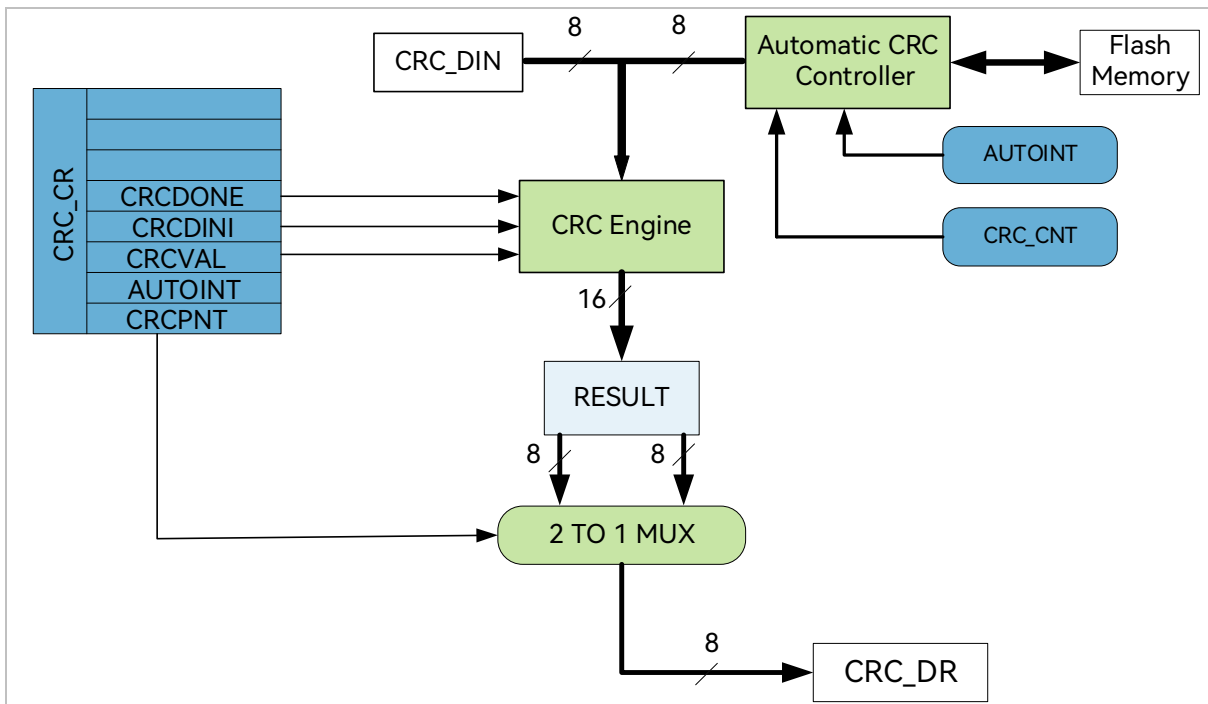 8
8
CRC_DIN
Automatic CRC
Controller
Flash
Memory
CRC_CR
CRCDONE
CRCDINI
CRCVAL
AUTOINT
CRCPNT
CRC Engine
AUTOINT
CRC_CNT
16
RESULT
8
8
2 TO 1 MUX
8
CRC_DR